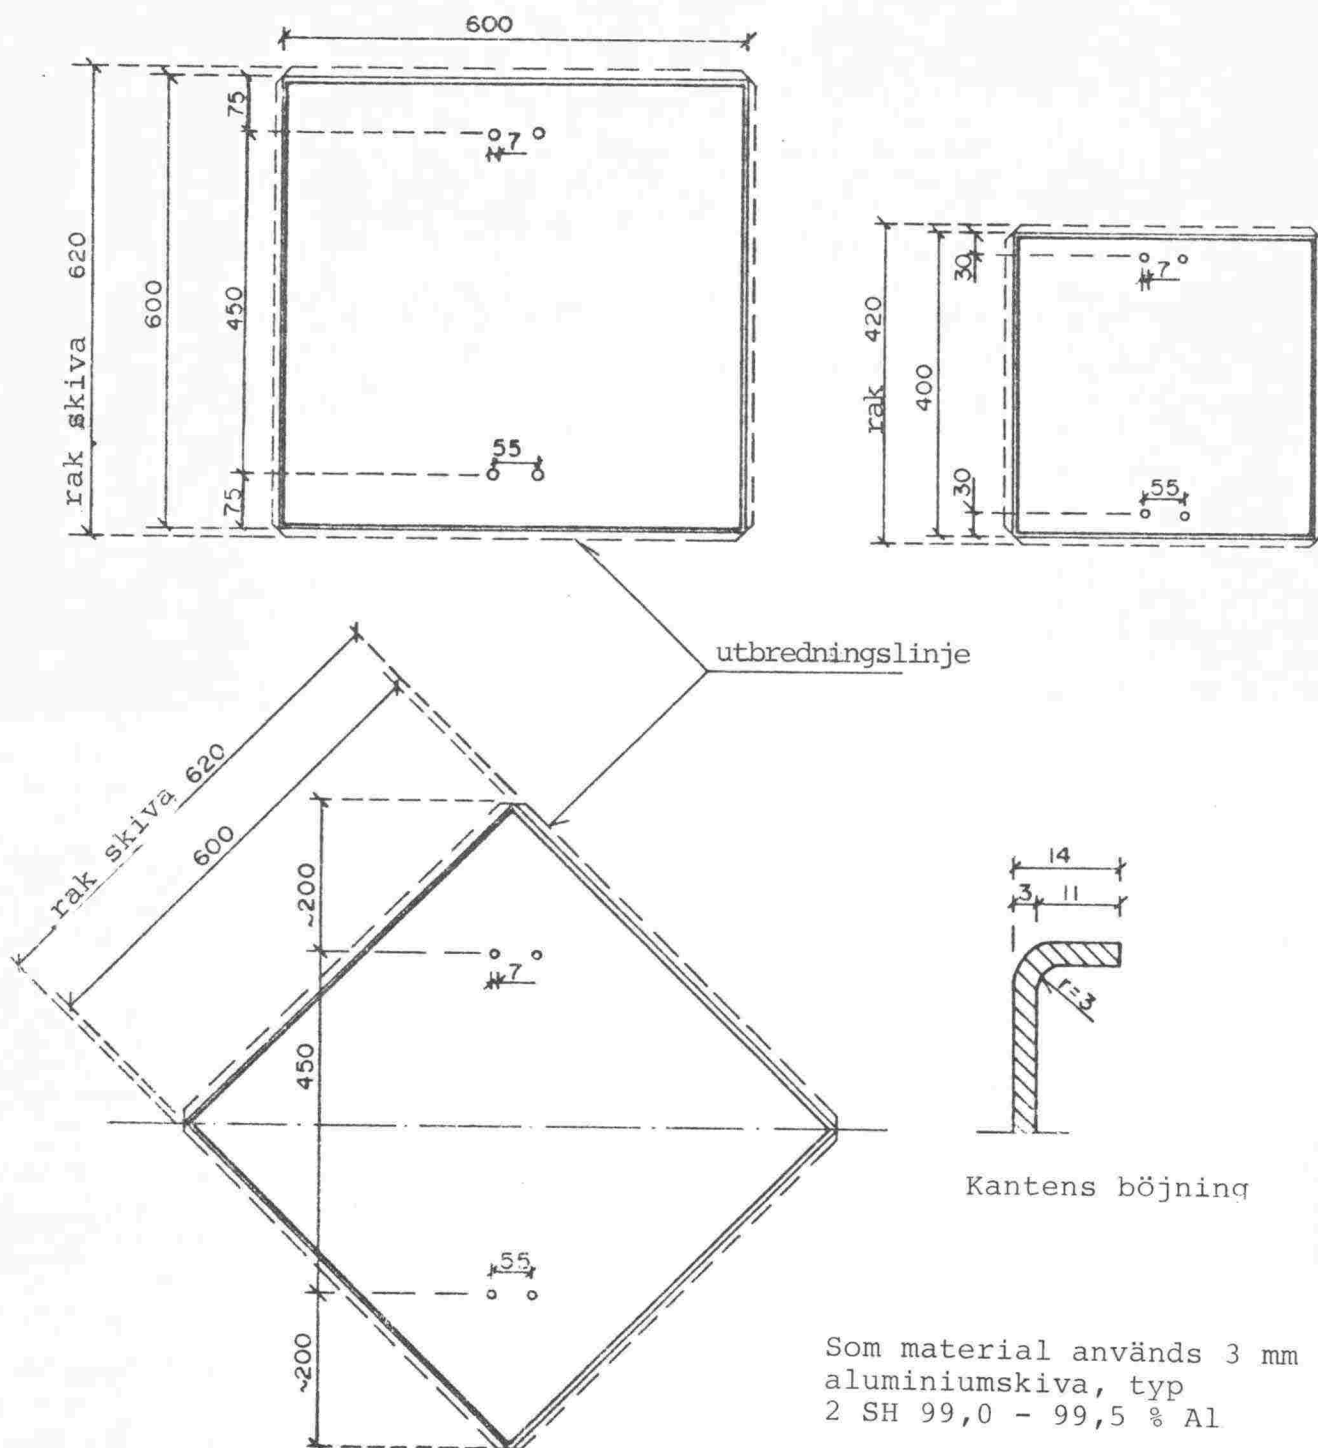 600
75
7
rak skiva 620
600
450
55
75
30
7
rak 420
400
30
55
utbredningslinje
rak skiva 620
600
~200
7
450
55
~200
14
3
11
r=3
Kantens böjning
Som material används 3 mm
aluminiumskiva, typ
2 SH 99,0 - 99,5 % Al